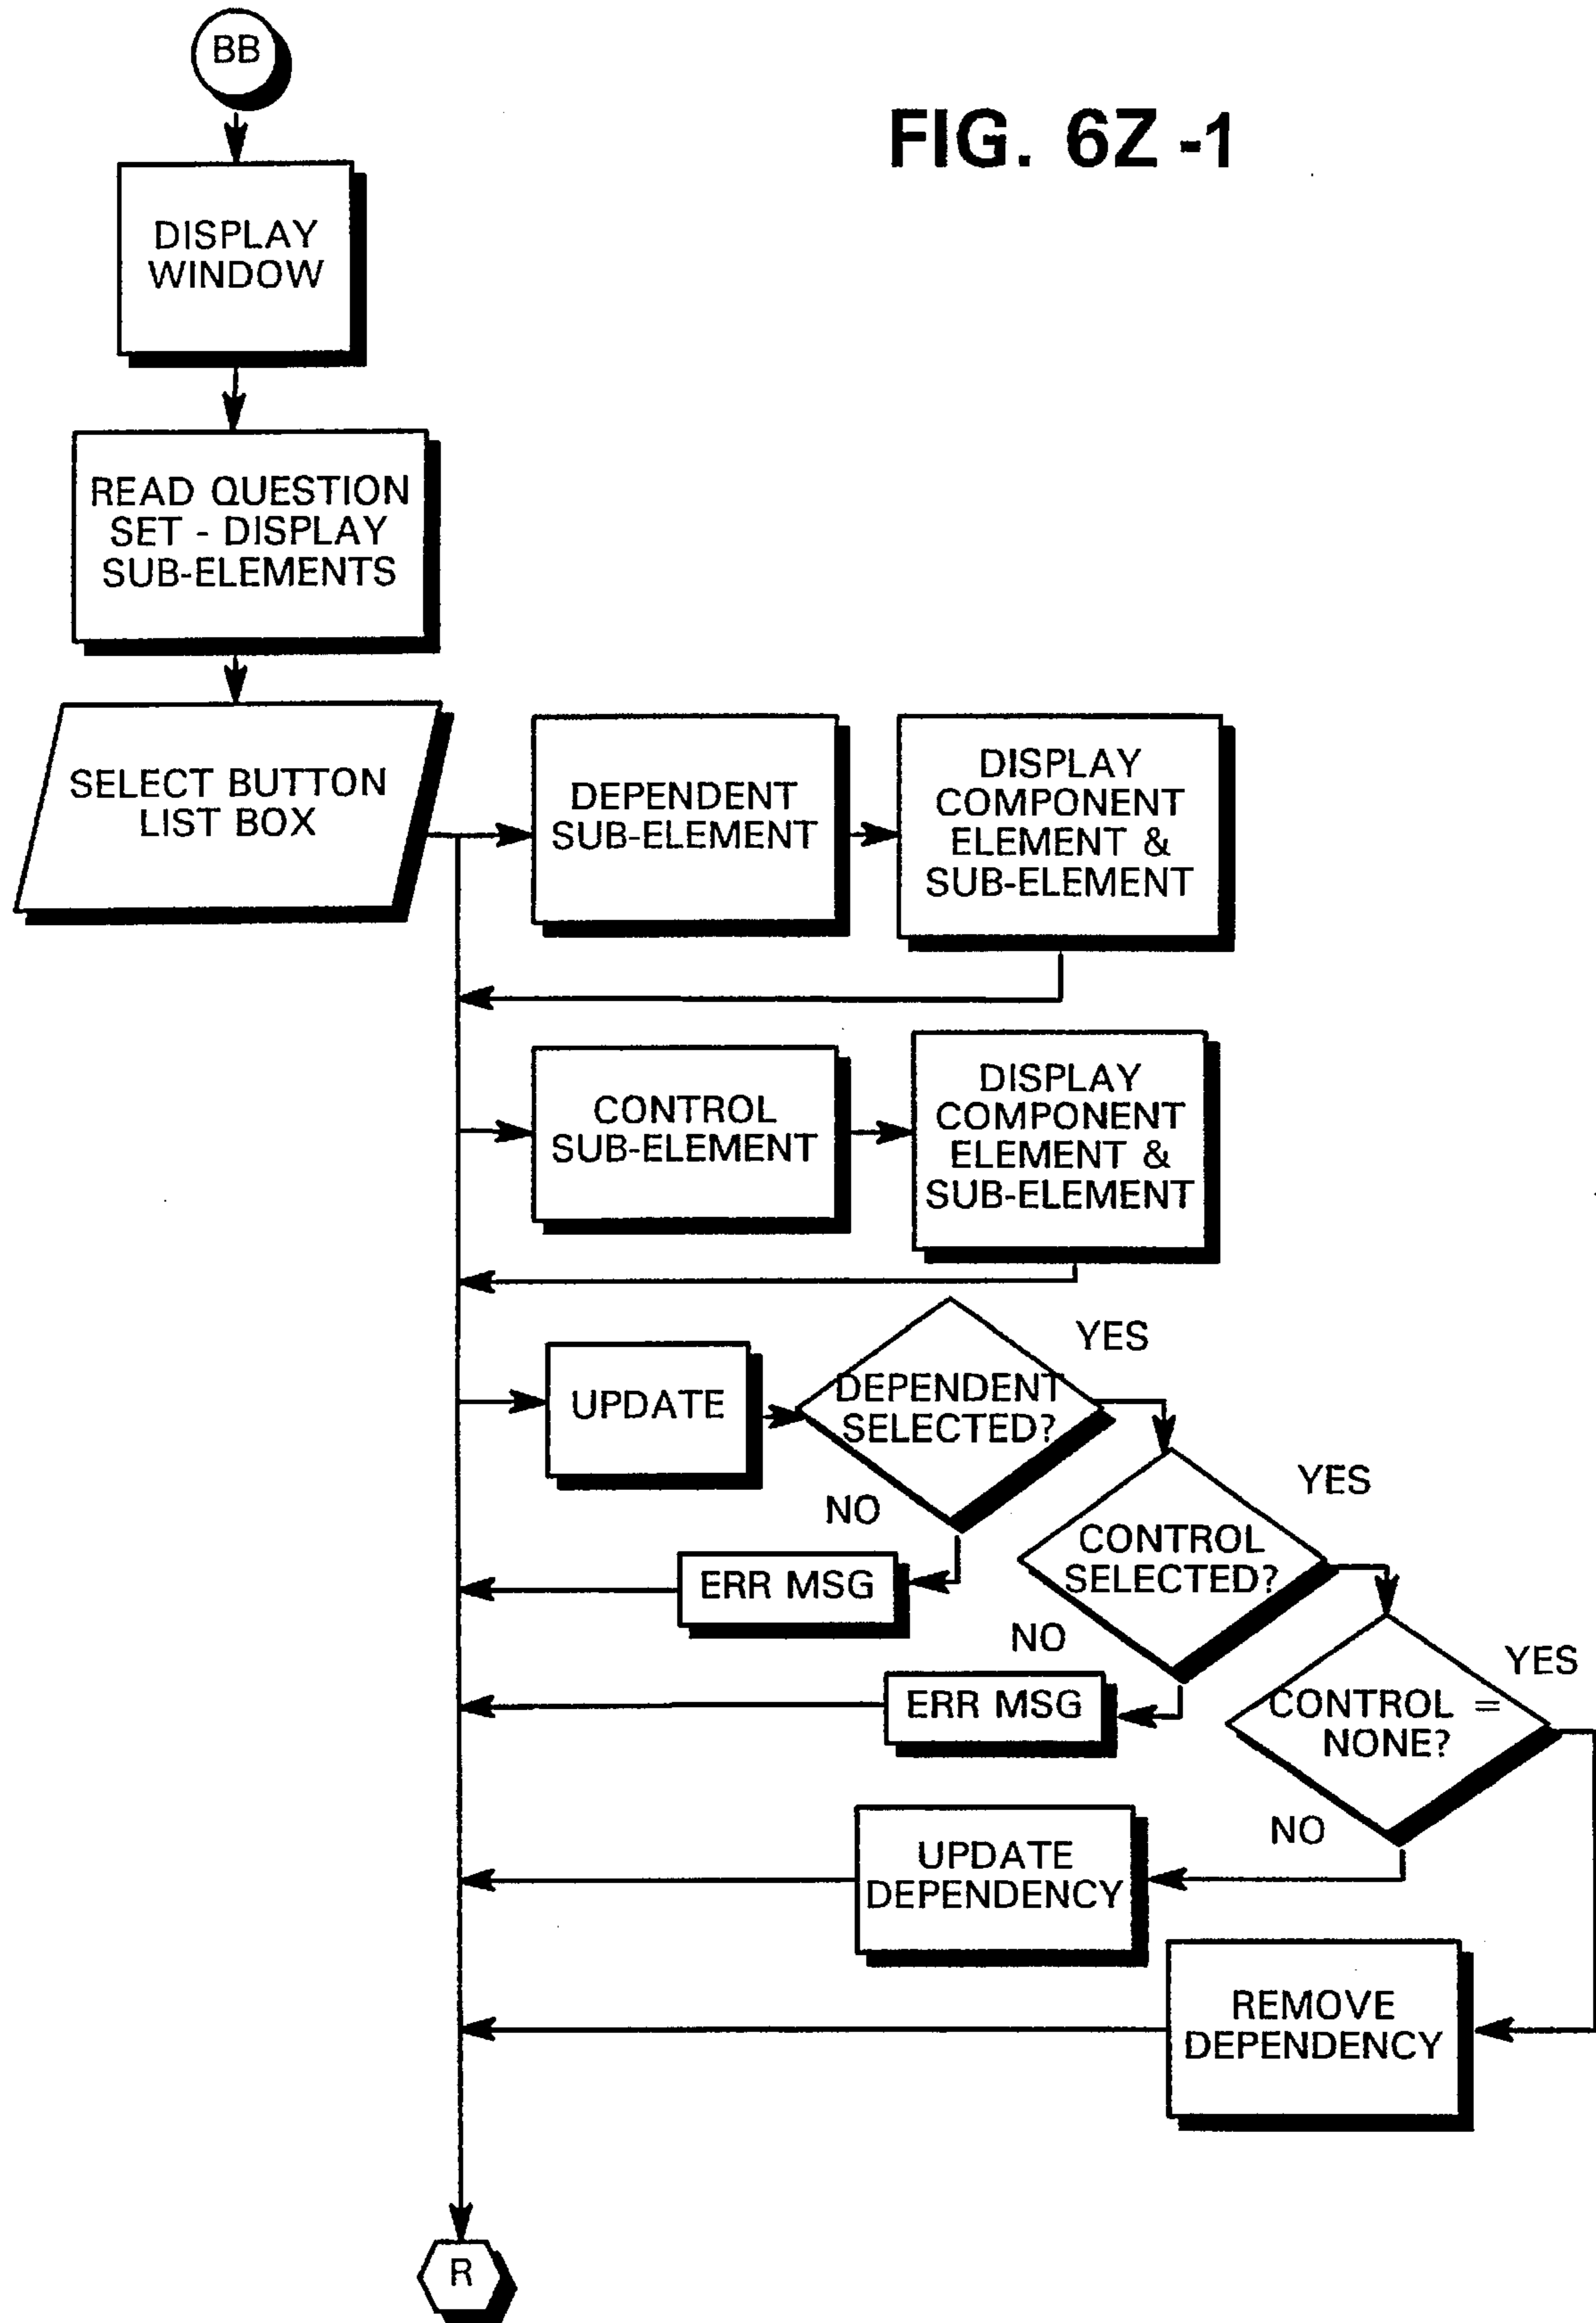 BB
FIG. 6Z -1
DISPLAY
WINDOW
READ QUESTION
SET - DISPLAY
SUB-ELEMENTS
SELECT BUTTON
LIST BOX
DEPENDENT
SUB-ELEMENT
DISPLAY
COMPONENT
ELEMENT &
SUB-ELEMENT
CONTROL
SUB-ELEMENT
DISPLAY
COMPONENT
ELEMENT &
SUB-ELEMENT
UPDATE
DEPENDENT
SELECTED?
YES
NO
ERR MSG
CONTROL
SELECTED?
YES
NO
ERR MSG
CONTROL =
NONE?
YES
NO
UPDATE
DEPENDENCY
REMOVE
DEPENDENCY
R